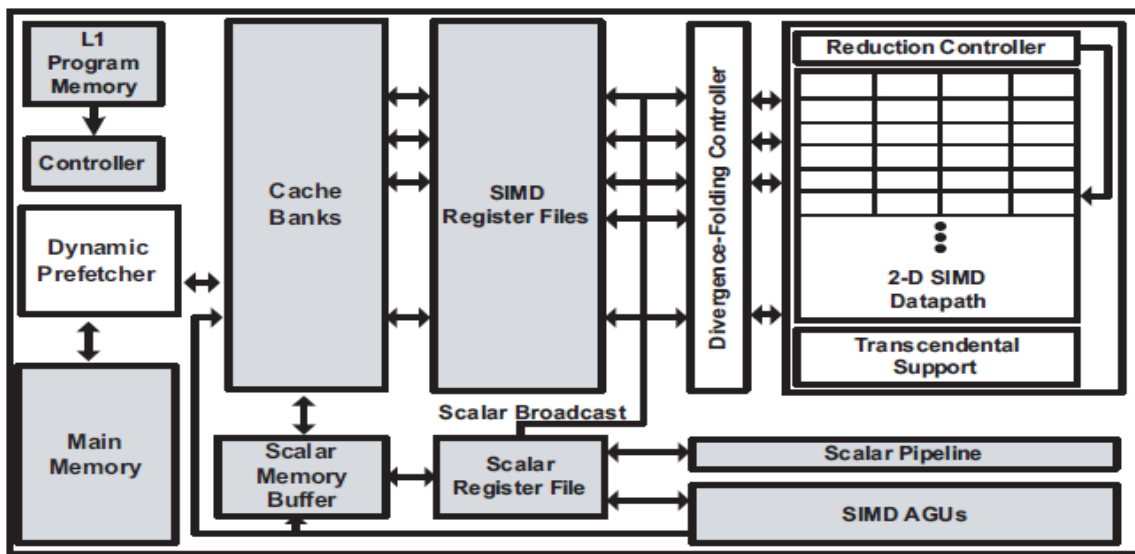 L1
Program
Memory
Controller
Dynamic
Prefetcher
Main
Memory
Cache
Banks
SIMD
Register Files
Scalar Broadcast
Scalar
Memory
Buffer
Scalar
Register File
Divergence-Folding Controller
Reduction Controller
2-D SIMD
Datapath
Transcendental
Support
Scalar Pipeline
SIMD AGUs